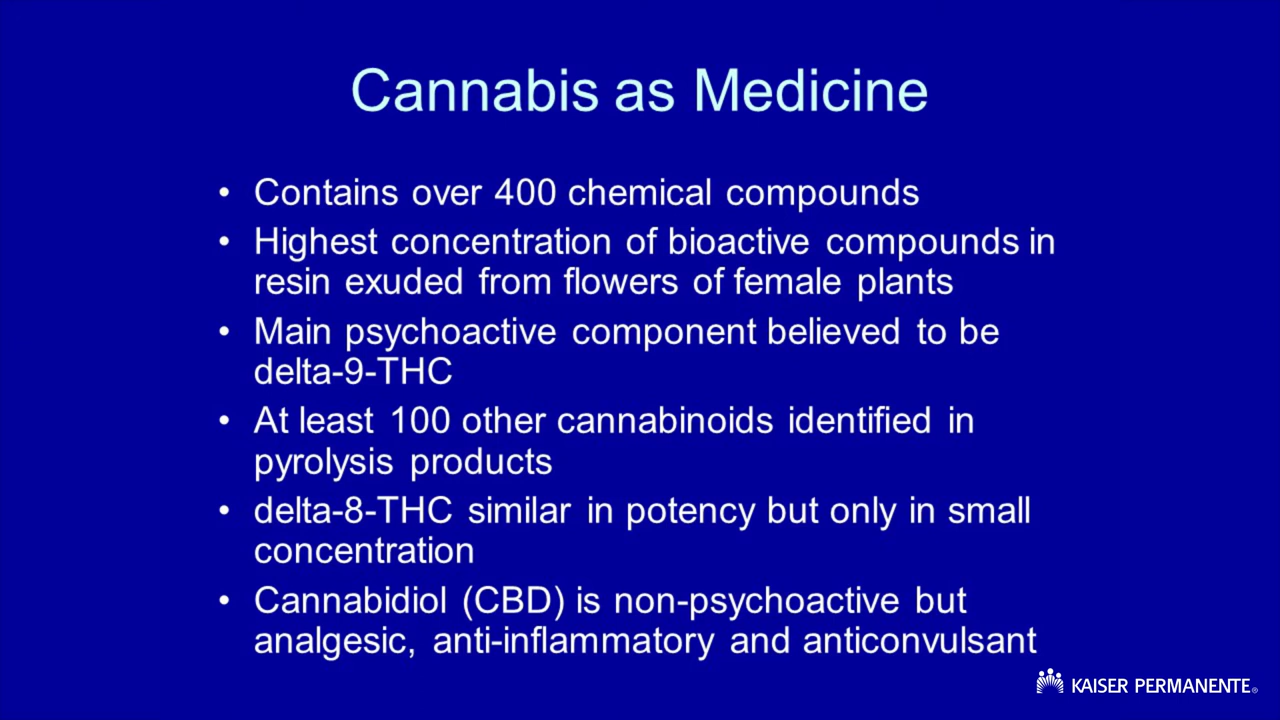 Cannabis as Medicine
• Contains over 400 chemical compounds
• Highest concentration of bioactive compounds in
resin exuded from flowers of female plants
• Main psychoactive component believed to be
delta-9-THC
• At least 100 other cannabinoids identified in
pyrolysis products
• delta-8-THC similar in potency but only in small
concentration
• Cannabidiol (CBD) is non-psychoactive but
analgesic, anti-inflammatory and anticonvulsant
KAISER PERMANENTE®